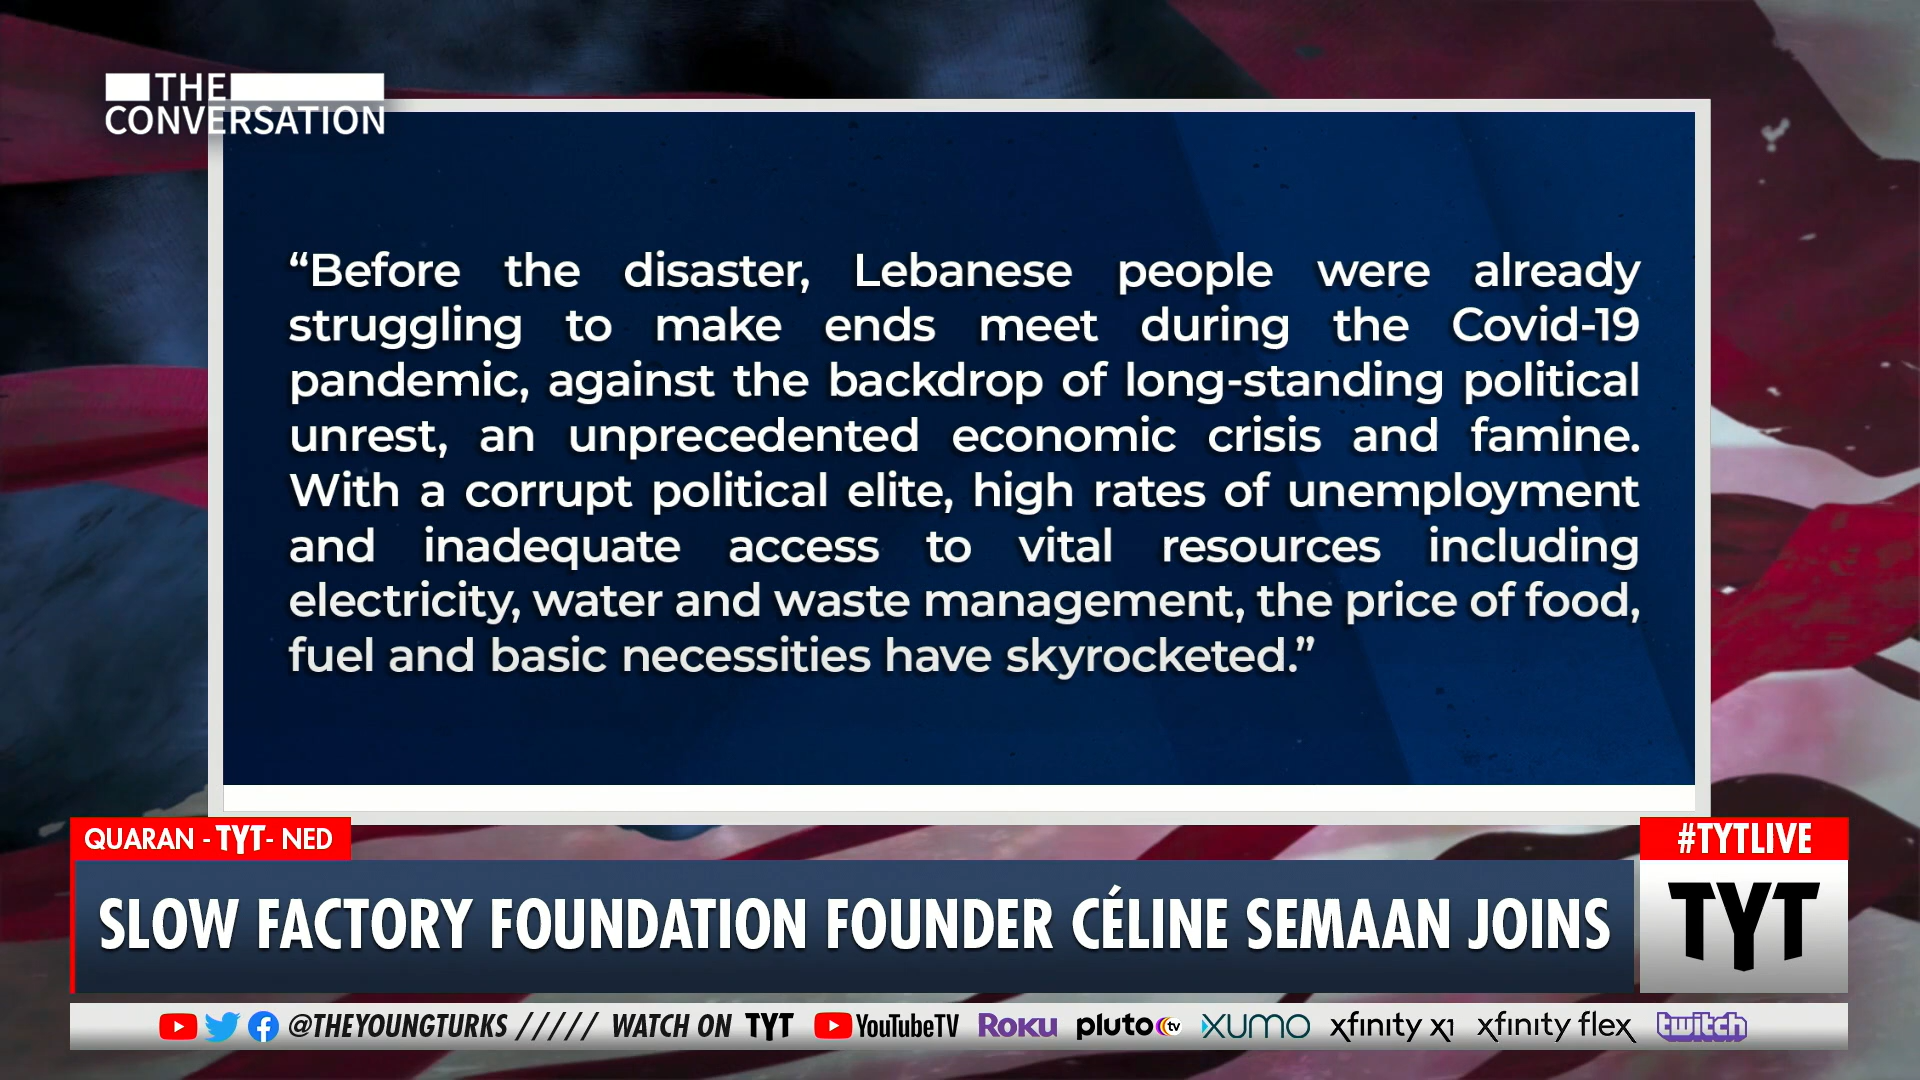 THE
CONVERSATION
“Before the disaster, Lebanese people were already
struggling to make ends meet during the Covid-19
pandemic, against the backdrop of long-standing political
unrest, an unprecedented economic crisis and famine.
With a corrupt political elite, high rates of unemployment
and inadequate access to vital resources including
electricity, water and waste management, the price of food,
fuel and basic necessities have skyrocketed.”
QUARAN - TYT - NED
#TYTLIVE
SLOW FACTORY FOUNDATION FOUNDER CÉLINE SEMAAN JOINS
TYT
@THEYOUNGTURKS ///// WATCH ON TYT YouTubeTV ROKU pluto tv XUMO xfinity x1 xfinity flex twitch